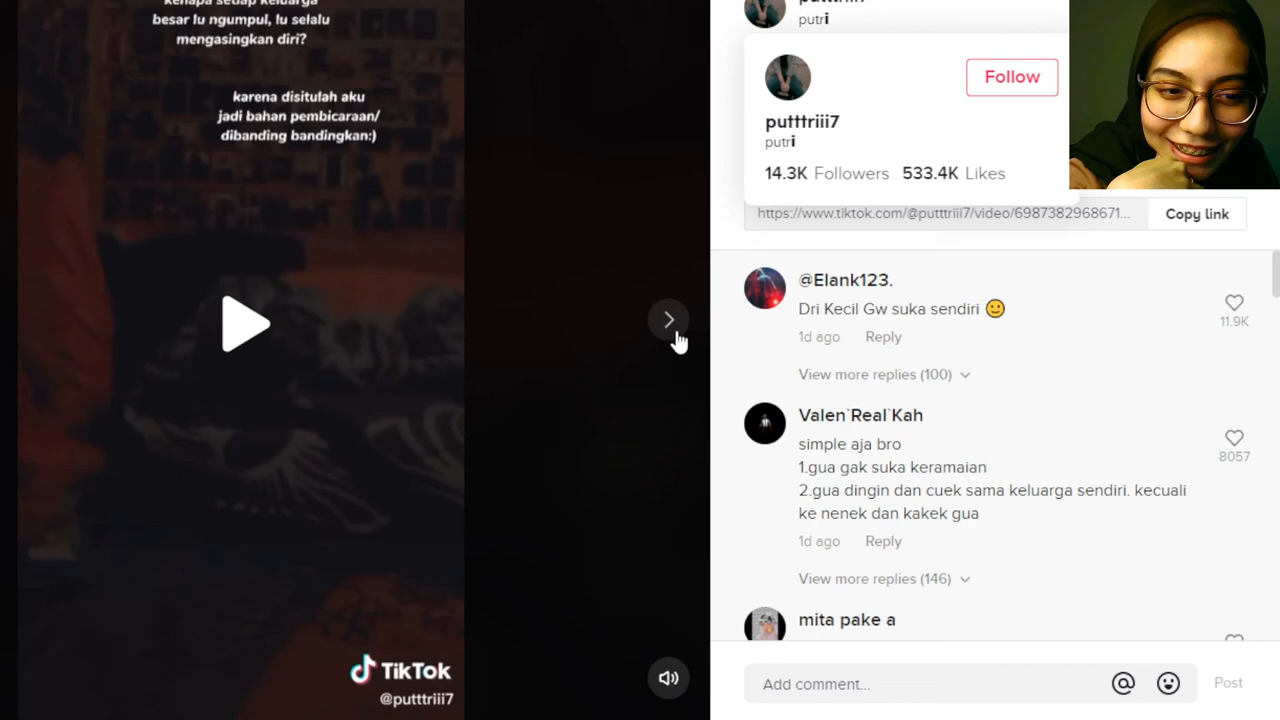 kenapa setiap keluarga
besar lu ngumpul, lu selalu
mengasingkan diri?
karena disitulah aku
jadi bahan pembicaraan/
dibanding bandingkan:)
TikTok
@putttriii7
putttriii7
putri
Follow
putttriii7
putri
14.3K Followers 533.4K Likes
https://www.tiktok.com/@putttriii7/video/6987382968671...
Copy link
@Elank123.
Dri Kecil Gw suka sendiri 🙂
11.9K
1d ago Reply
View more replies (100)
Valen`Real`Kah
simple aja bro
1.gua gak suka keramaian
2.gua dingin dan cuek sama keluarga sendiri. kecuali
ke nenek dan kakek gua
8057
1d ago Reply
View more replies (146)
mita pake a
Add comment...
@
Post